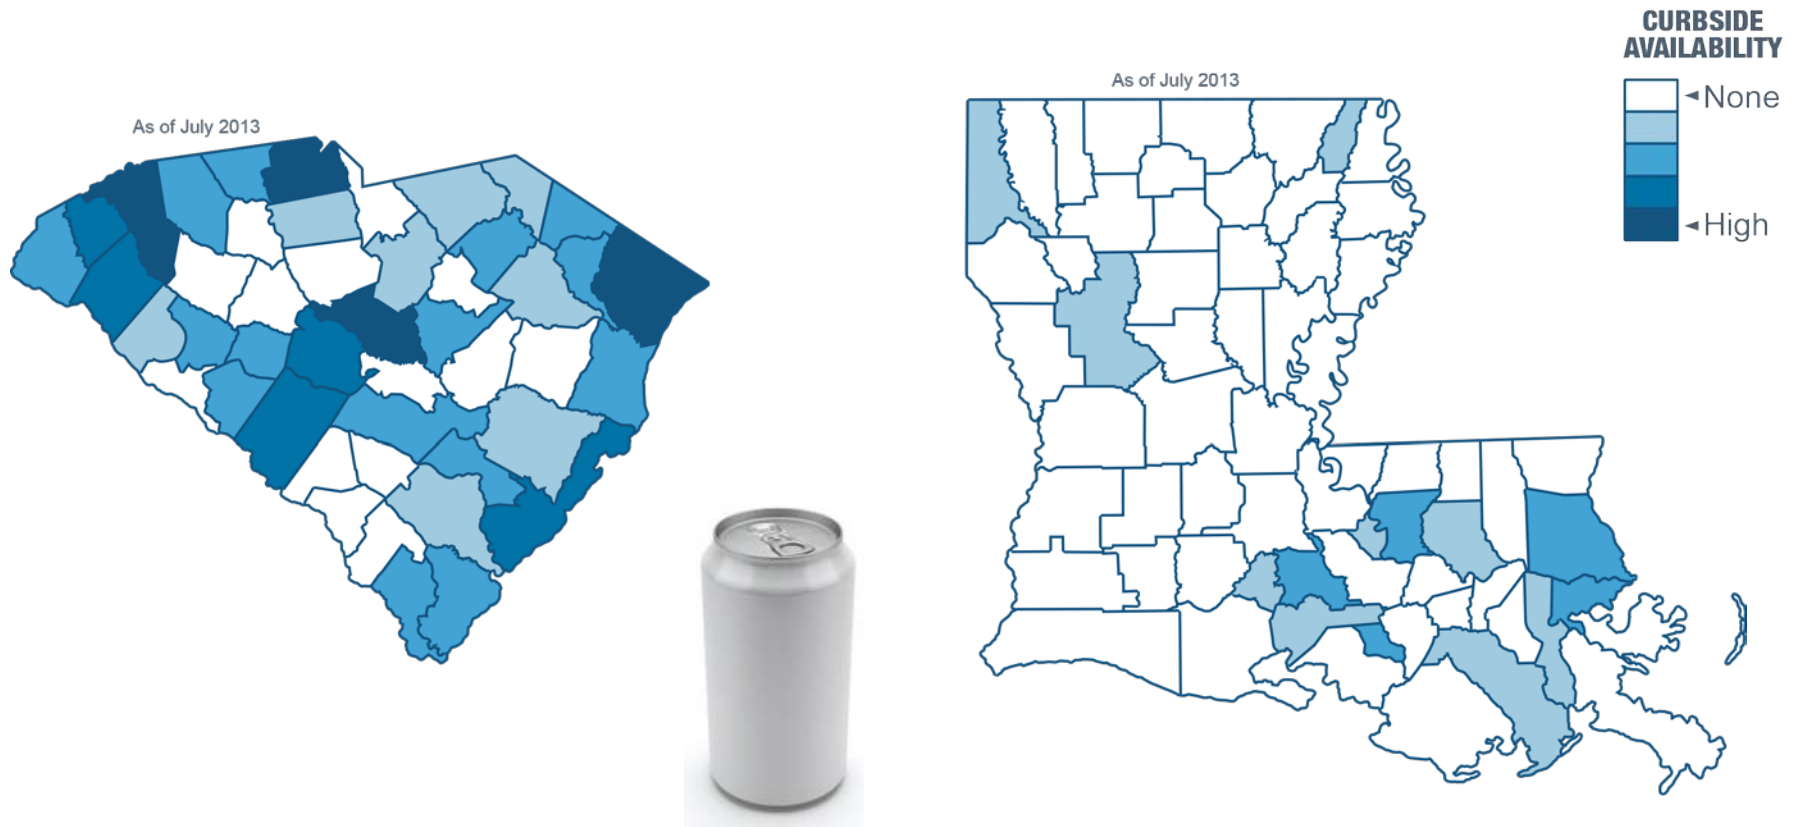 CURBSIDE
AVAILABILITY
As of July 2013
As of July 2013
None
High